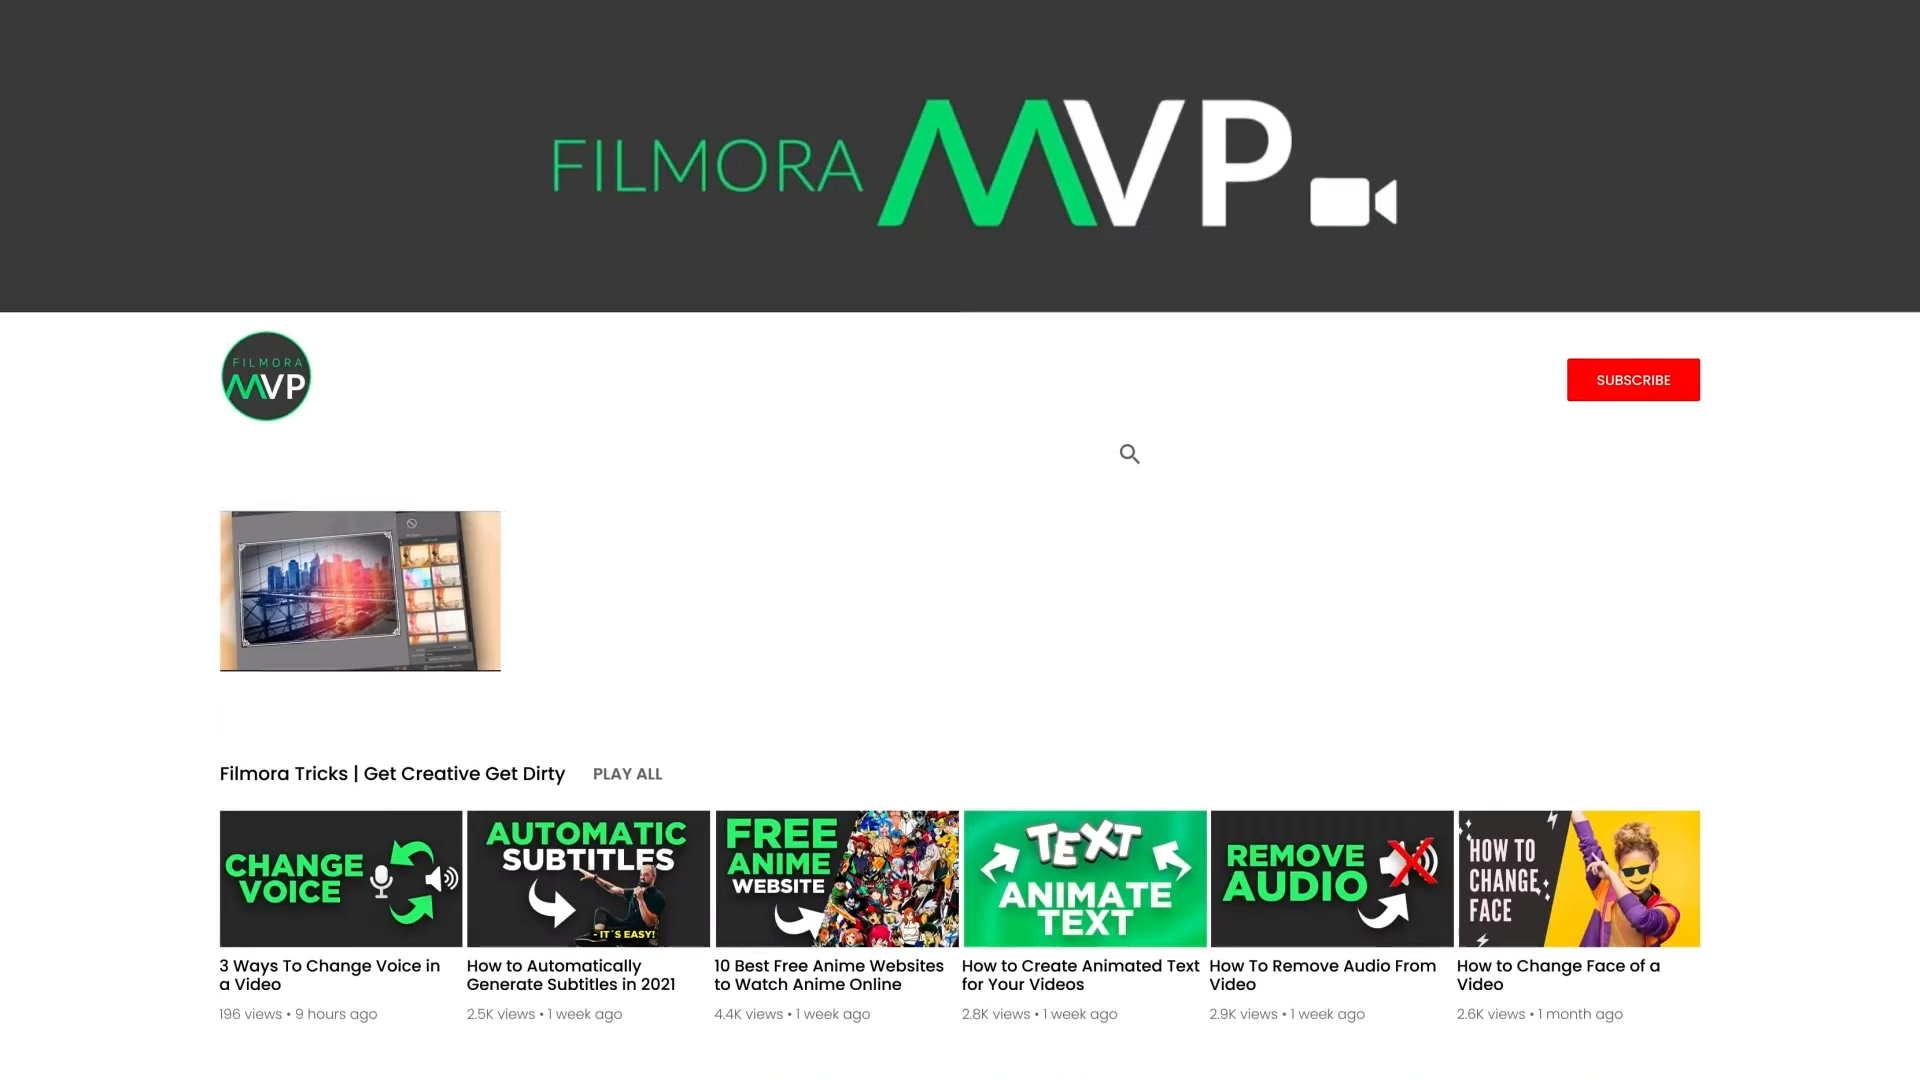 FILMORA MVP
FILMORA
MVP
SUBSCRIBE
Filmora Tricks | Get Creative Get Dirty
PLAY ALL
CHANGE
VOICE
AUTOMATIC
SUBTITLES
- IT´S EASY!
FREE
ANIME
WEBSITE
TEXT
ANIMATE
TEXT
REMOVE
AUDIO
HOW TO
CHANGE
FACE
3 Ways To Change Voice in
a Video
196 views • 9 hours ago
How to Automatically
Generate Subtitles in 2021
2.5K views • 1 week ago
10 Best Free Anime Websites
to Watch Anime Online
4.4K views • 1 week ago
How to Create Animated Text
for Your Videos
2.8K views • 1 week ago
How To Remove Audio From
Video
2.9K views • 1 week ago
How to Change Face of a
Video
2.6K views • 1 month ago